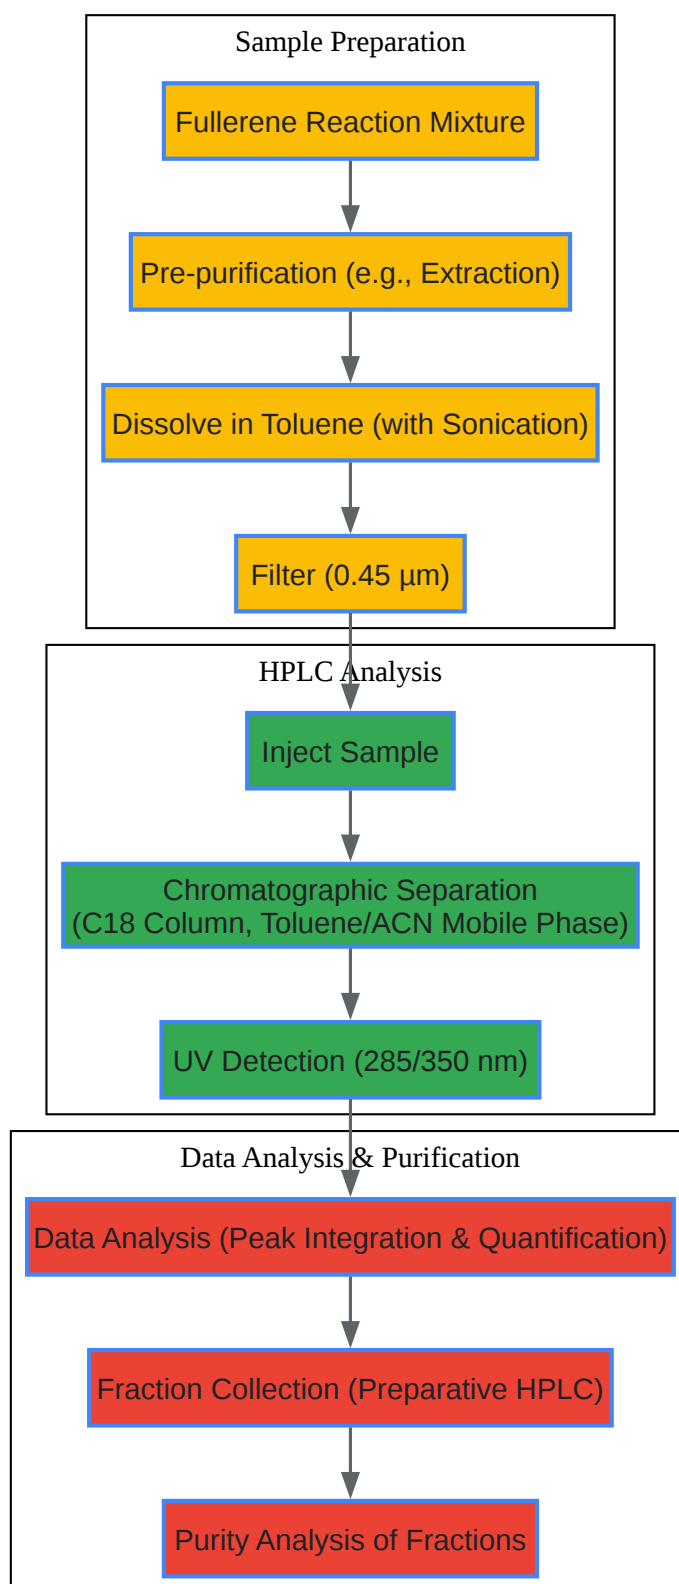 Sample Preparation
Fullerene Reaction Mixture
Pre-purification (e.g., Extraction)
Dissolve in Toluene (with Sonication)
Filter (0.45 µm)
HPLC Analysis
Inject Sample
Chromatographic Separation
(C18 Column, Toluene/ACN Mobile Phase)
UV Detection (285/350 nm)
Data Analysis & Purification
Data Analysis (Peak Integration & Quantification)
Fraction Collection (Preparative HPLC)
Purity Analysis of Fractions